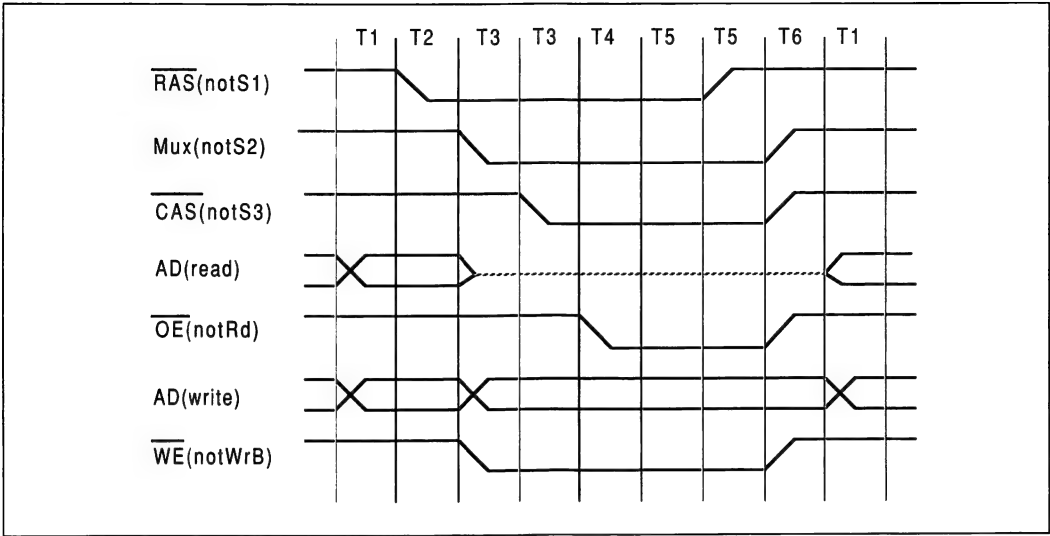 T1 T2 T3 T3 T4 T5 T5 T6 T1
RAS(notS1)
Mux(notS2)
CAS(notS3)
AD(read)
OE(notRd)
AD(write)
WE(notWrB)